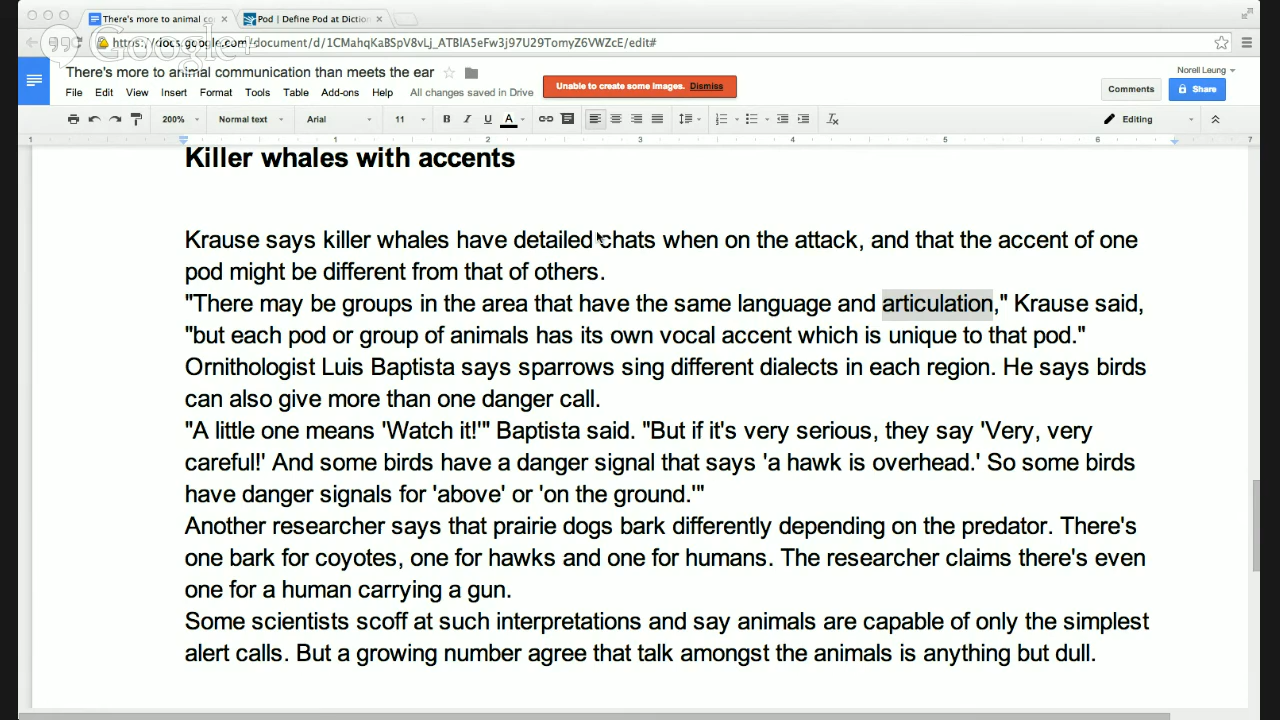 There's more to animal co
Pod | Define Pod at Diction
https://docs.google.com/document/d/1CMahqKaBSpV8vLj_ATBlA5eFw3j97U29TomyZ6VWZcE/edit#
Google+
There's more to animal communication than meets the ear
Norell Leung
Unable to create some images. Dismiss
File Edit View Insert Format Tools Table Add-ons Help All changes saved in Drive
Comments Share
200% Normal text Arial 11 B I U A Editing
1 1 2 3 4 5 6 7
Killer whales with accents
Krause says killer whales have detailed chats when on the attack, and that the accent of one
pod might be different from that of others.
"There may be groups in the area that have the same language and articulation," Krause said,
"but each pod or group of animals has its own vocal accent which is unique to that pod."
Ornithologist Luis Baptista says sparrows sing different dialects in each region. He says birds
can also give more than one danger call.
"A little one means 'Watch it!'" Baptista said. "But if it's very serious, they say 'Very, very
careful!' And some birds have a danger signal that says 'a hawk is overhead.' So some birds
have danger signals for 'above' or 'on the ground.'"
Another researcher says that prairie dogs bark differently depending on the predator. There's
one bark for coyotes, one for hawks and one for humans. The researcher claims there's even
one for a human carrying a gun.
Some scientists scoff at such interpretations and say animals are capable of only the simplest
alert calls. But a growing number agree that talk amongst the animals is anything but dull.